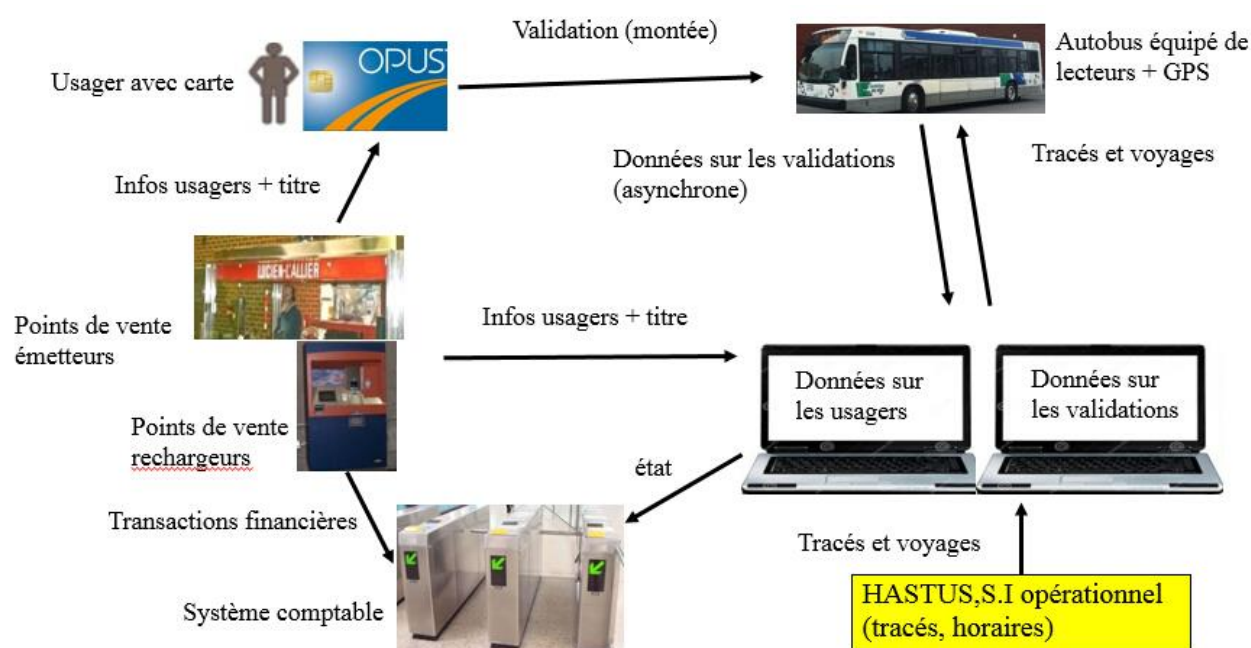 Validation (montée)
Usager avec carte
OPUS
Autobus équipé de
lecteurs + GPS
Infos usagers + titre
Données sur les validations
(asynchrone)
Tracés et voyages
LUCIEN-L'ALLIER
Points de vente
émetteurs
Infos usagers + titre
Données sur
les usagers
Données sur
les validations
Points de vente
rechargeurs
état
Transactions financières
Tracés et voyages
Système comptable
HASTUS,S.I opérationnel
(tracés, horaires)